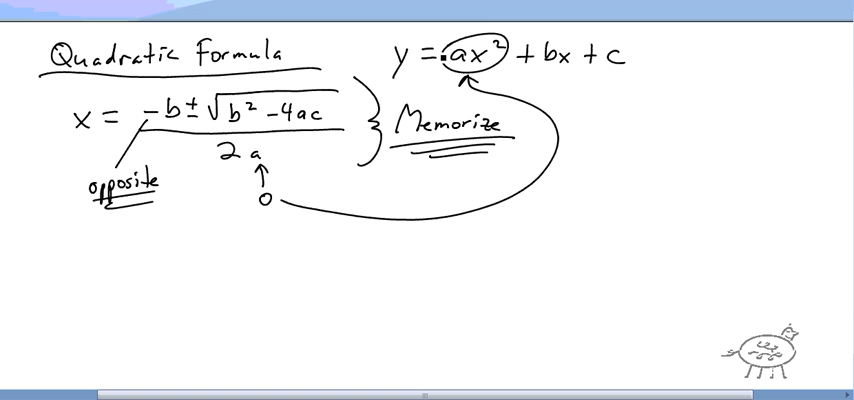 Quadratic Formula
y = ax² + bx + c
x = -b ± √b² - 4ac
2a
Memorize
opposite
0